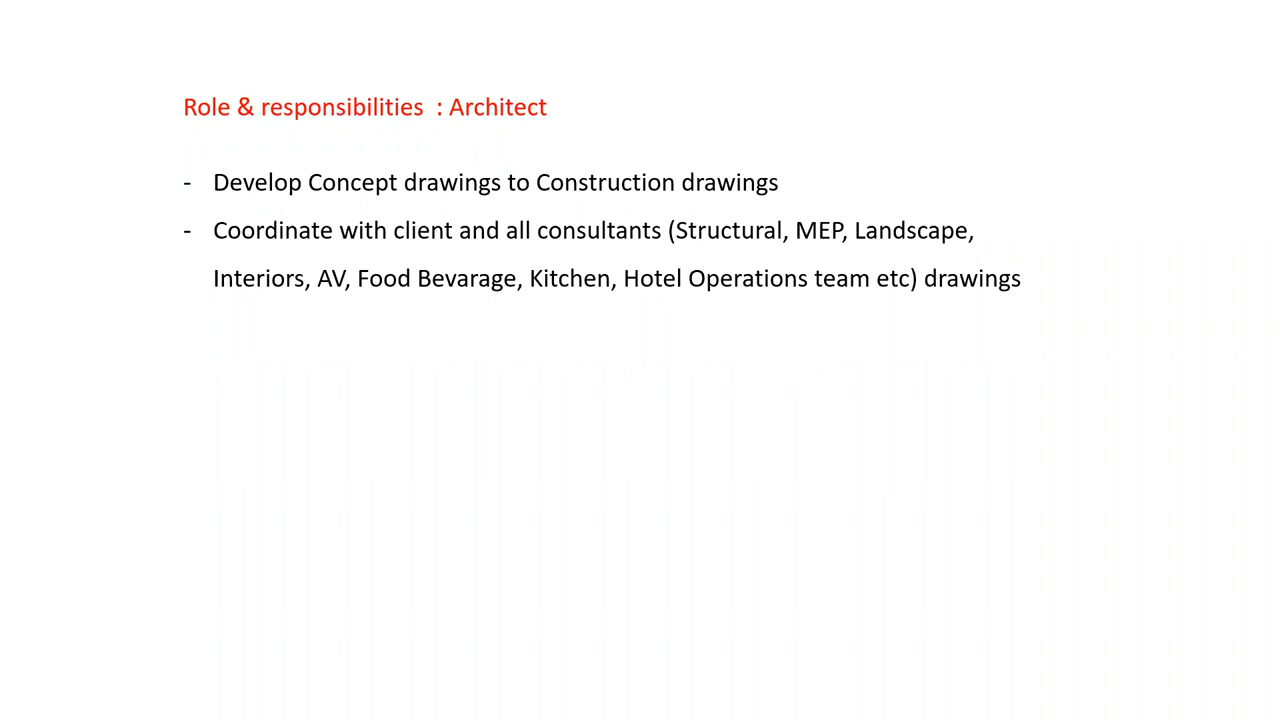 Role & responsibilities  : Architect
-   Develop Concept drawings to Construction drawings
-   Coordinate with client and all consultants (Structural, MEP, Landscape,
Interiors, AV, Food Bevarage, Kitchen, Hotel Operations team etc) drawings